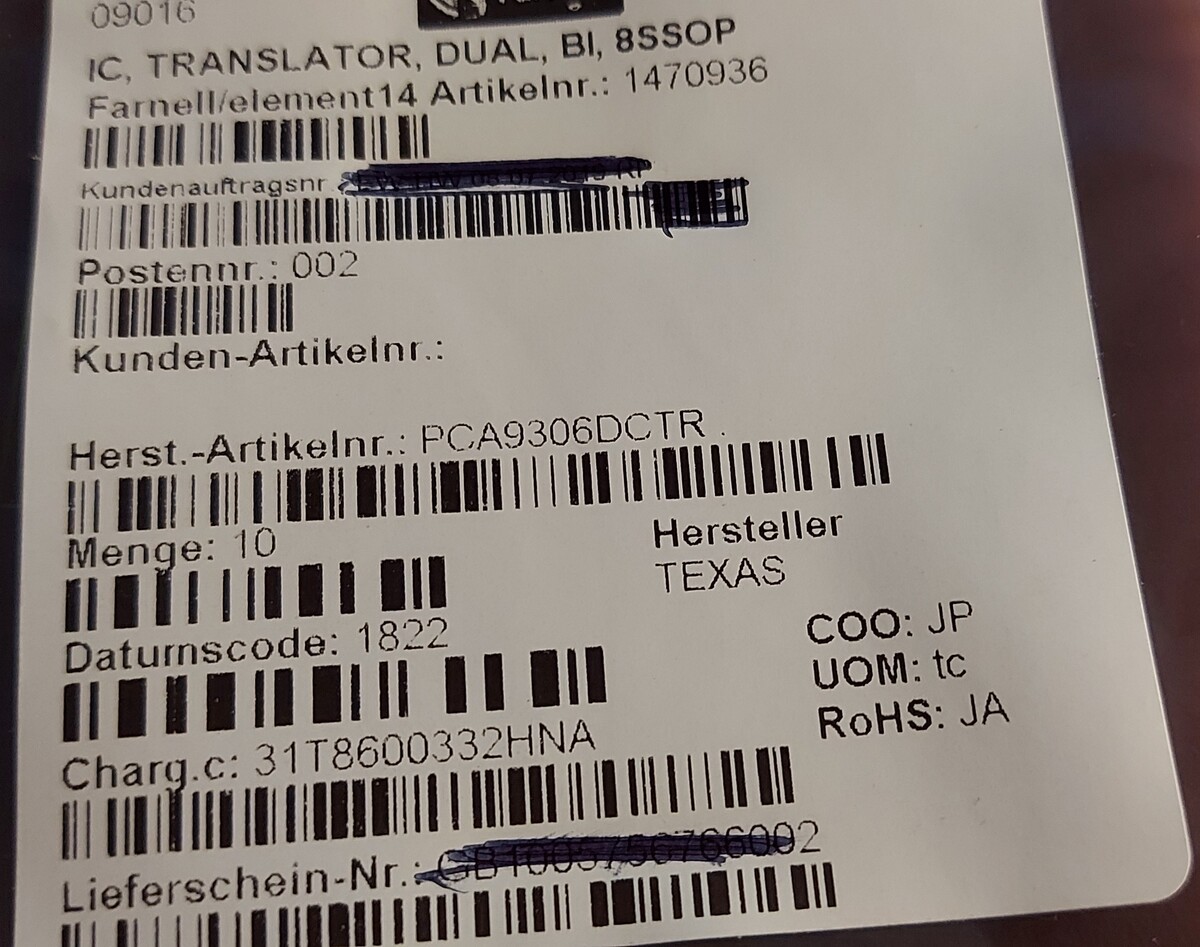 09016
IC, TRANSLATOR, DUAL, BI, 8SSOP
Farnell/element14 Artikelnr.: 1470936
Kundenauftragsnr
Postennr.: 002
Kunden-Artikelnr.:
Herst.-Artikelnr.: PCA9306DCTR
Menge: 10
Hersteller
TEXAS
Datumscode: 1822
COO: JP
UOM: tc
RoHS: JA
Charg.c: 31T8600332HNA
Lieferschein-Nr.: